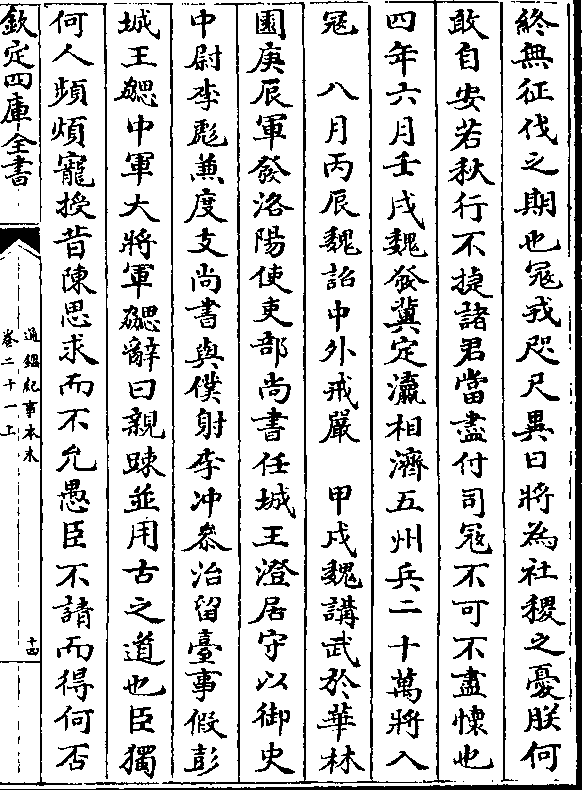 終無征伐之期也寇戎咫尺異日將為社稷之憂朕何
敢自安若秋行不捷諸君當盡付司寇不可不盡懷也
四年六月壬戌魏發冀定瀛相濟五州兵二十萬將入
寇　八月丙辰魏詔中外戒嚴　甲戌魏講武於華林
園庚辰軍發洛陽使吏部尚書任城王澄居守以御史
中尉李彪兼度支尚書與僕射李冲叅治留臺事假彭
城王勰中軍大將軍勰辭曰親踈並用古之道也臣獨
何人頻煩寵授昔陳思求而不允愚臣不請而得何否
欽定四庫全書
通鑑紀事本末
卷二十一上
十四